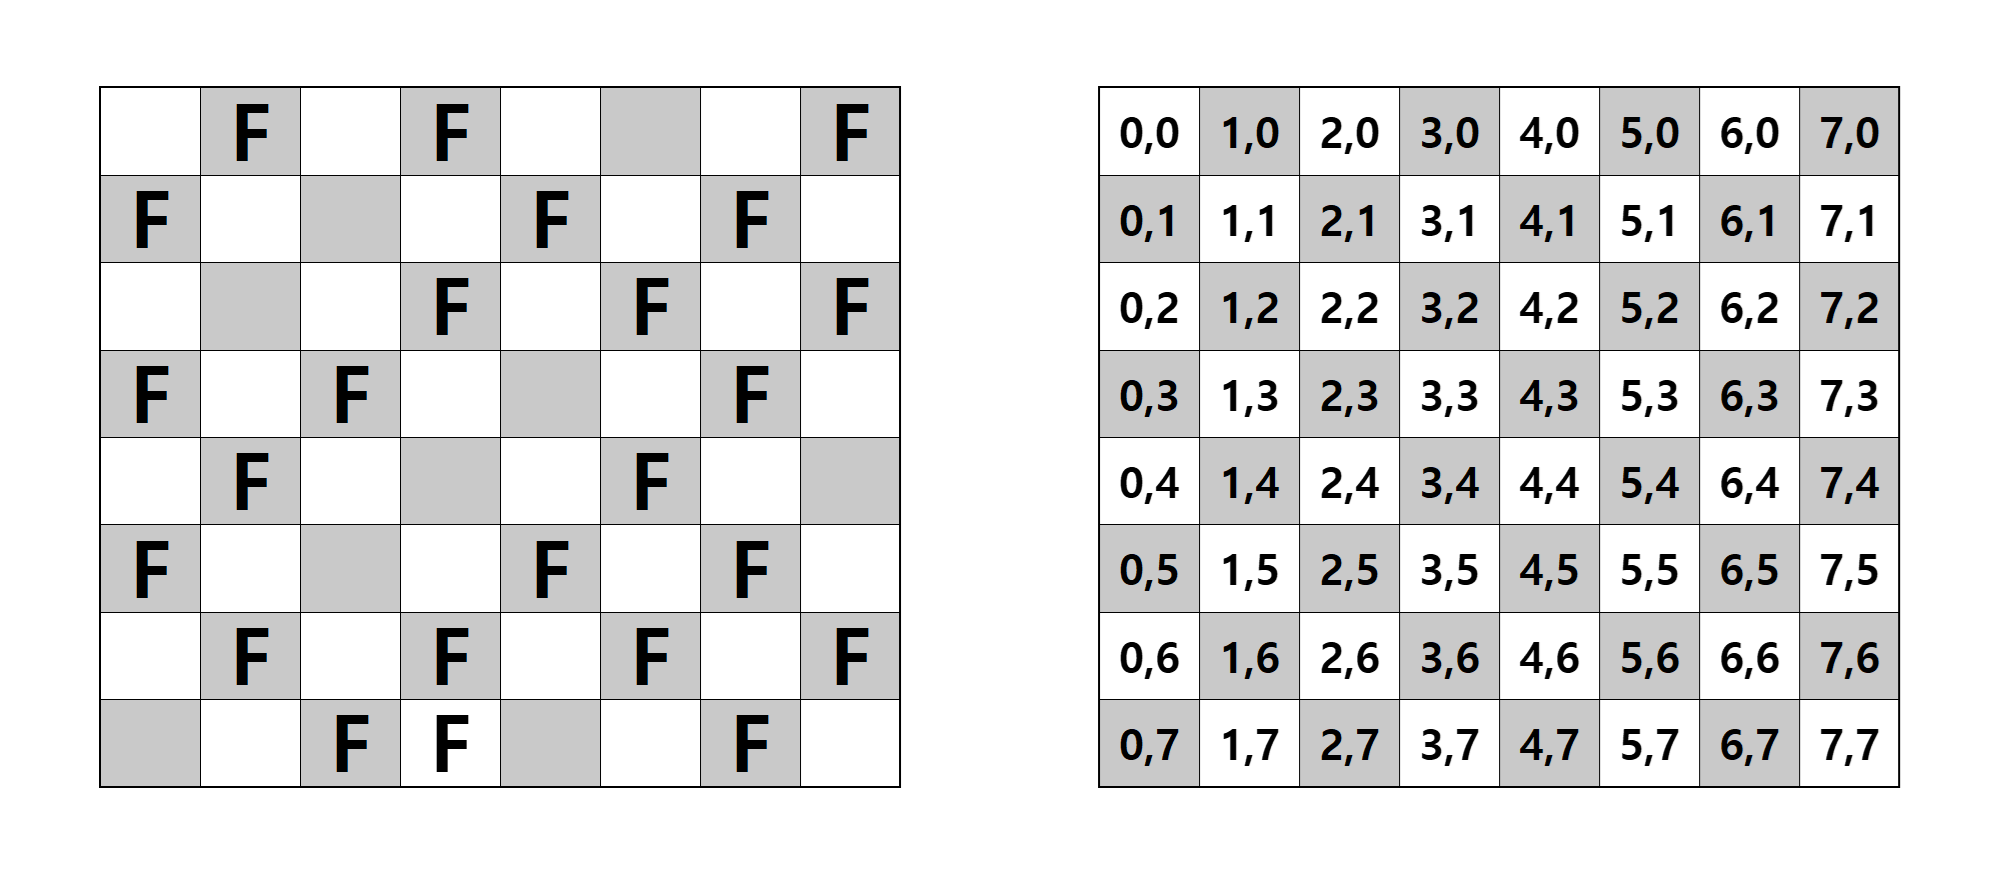 F F F
F F F
F F F
F F F
F F
F F F
F F F F
F F F
0,0 1,0 2,0 3,0 4,0 5,0 6,0 7,0
0,1 1,1 2,1 3,1 4,1 5,1 6,1 7,1
0,2 1,2 2,2 3,2 4,2 5,2 6,2 7,2
0,3 1,3 2,3 3,3 4,3 5,3 6,3 7,3
0,4 1,4 2,4 3,4 4,4 5,4 6,4 7,4
0,5 1,5 2,5 3,5 4,5 5,5 6,5 7,5
0,6 1,6 2,6 3,6 4,6 5,6 6,6 7,6
0,7 1,7 2,7 3,7 4,7 5,7 6,7 7,7